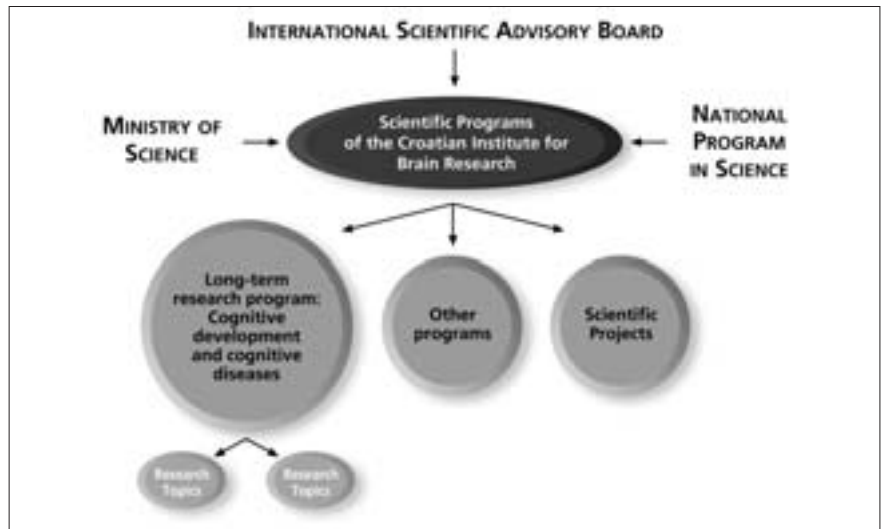 INTERNATIONAL SCIENTIFIC ADVISORY BOARD
MINISTRY OF
SCIENCE
Scientific Programs
of the Croatian Institute for
Brain Research
NATIONAL
PROGRAM
IN SCIENCE
Long-term
research program:
Cognitive
development
and cognitive
diseases
Other
programs
Scientific
Projects
Research
Topics
Research
Topics